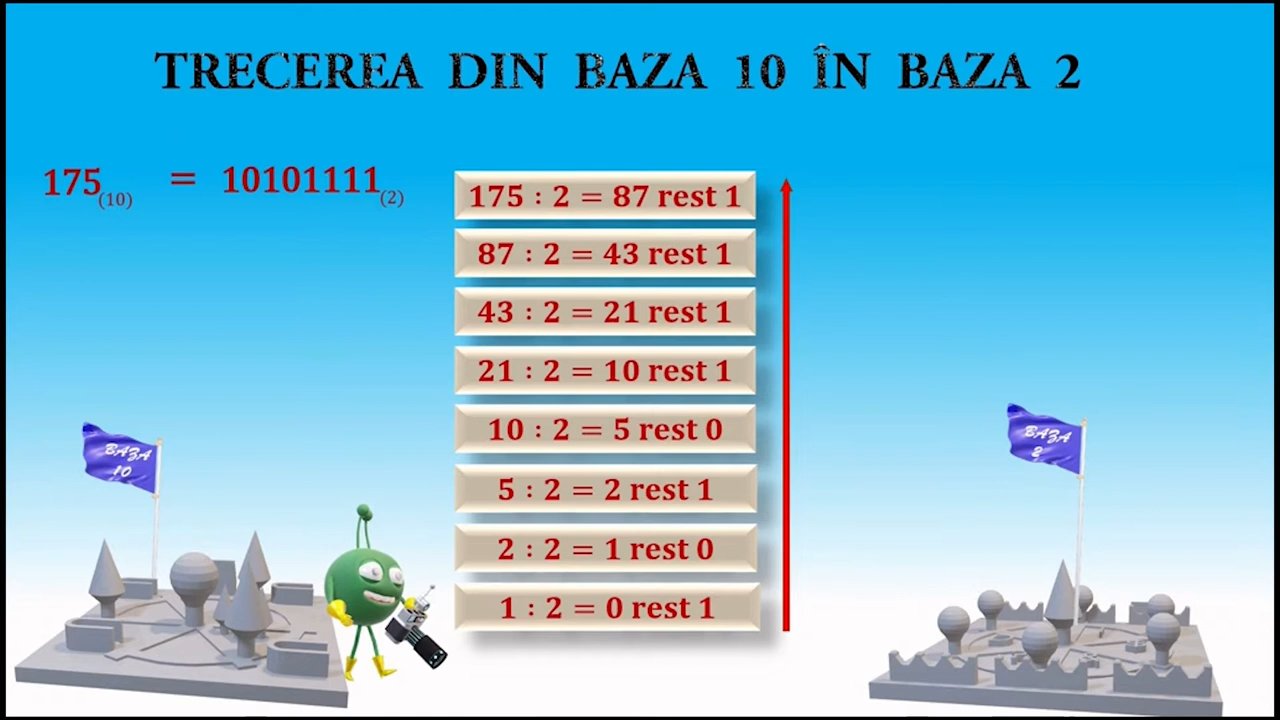 TRECEREA DIN BAZA 10 ÎN BAZA 2
175(10) = 10101111(2)
175 : 2 = 87 rest 1
87 : 2 = 43 rest 1
43 : 2 = 21 rest 1
21 : 2 = 10 rest 1
10 : 2 = 5 rest 0
5 : 2 = 2 rest 1
2 : 2 = 1 rest 0
1 : 2 = 0 rest 1
BAZA
10
BAZA
2